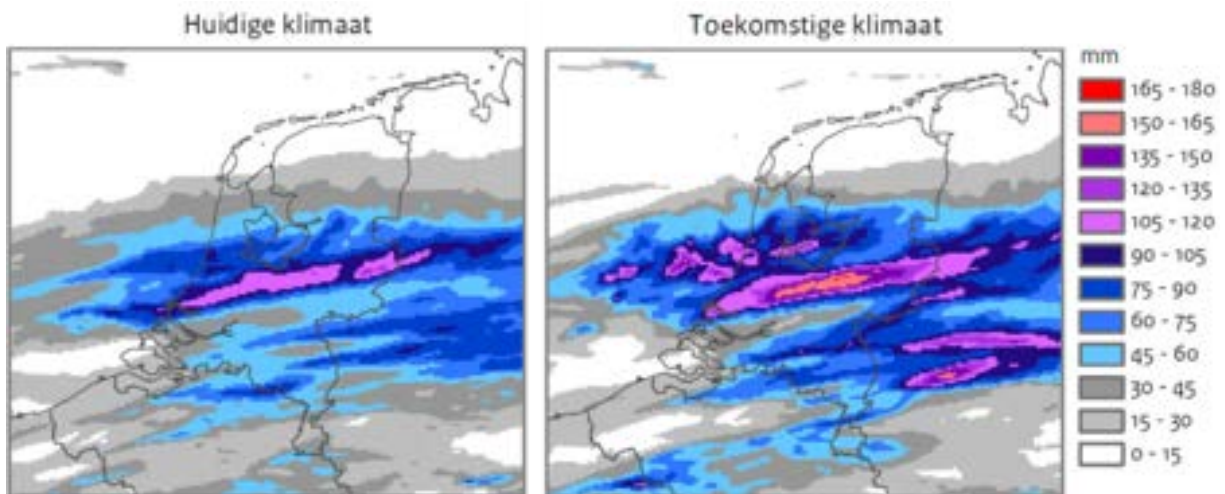 Huidige klimaat
Toekomstige klimaat
mm
165 - 180
150 - 165
135 - 150
120 - 135
105 - 120
90 - 105
75 - 90
60 - 75
45 - 60
30 - 45
15 - 30
0 - 15